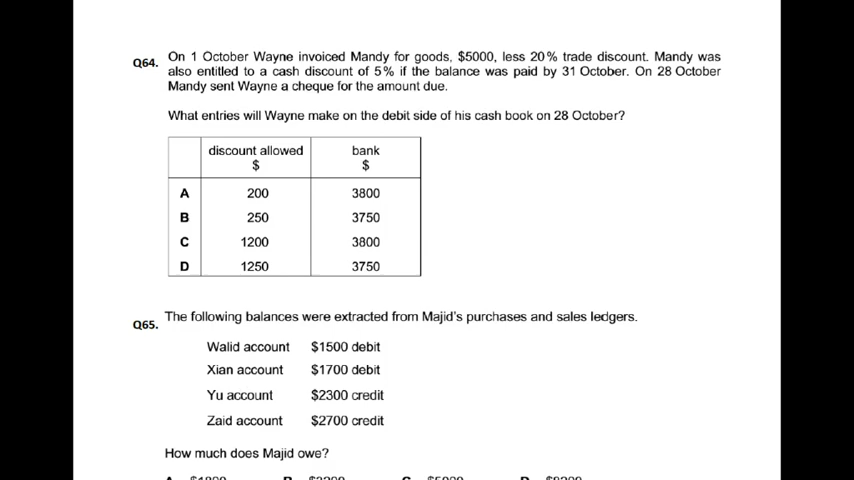 Q64. On 1 October Wayne invoiced Mandy for goods, $5000, less 20% trade discount. Mandy was
also entitled to a cash discount of 5% if the balance was paid by 31 October. On 28 October
Mandy sent Wayne a cheque for the amount due.
What entries will Wayne make on the debit side of his cash book on 28 October?
discount allowed bank
$ $
A 200 3800
B 250 3750
C 1200 3800
D 1250 3750
Q65. The following balances were extracted from Majid's purchases and sales ledgers.
Walid account $1500 debit
Xian account $1700 debit
Yu account $2300 credit
Zaid account $2700 credit
How much does Majid owe?